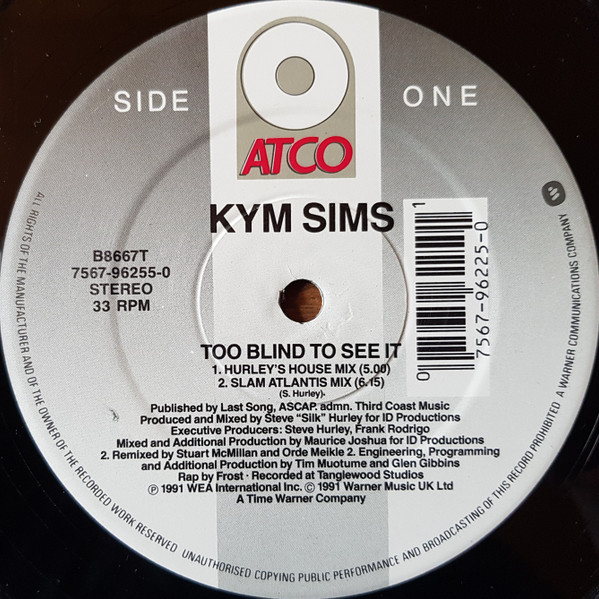 SIDE ONE
ATCO
KYM SIMS
B8667T
7567-96255-0
STEREO
33 RPM
1
7567-96225-0
0
TOO BLIND TO SEE IT
1. HURLEY'S HOUSE MIX (5.00)
2. SLAM ATLANTIS MIX (6.15)
(S. Hurley).
Published by Last Song, ASCAP. admn. Third Coast Music
Produced and Mixed by Steve "Silk" Hurley for ID Productions
Executive Producers: Steve Hurley, Frank Rodrigo
Mixed and Additional Production by Maurice Joshua for ID Productions
2. Remixed by Stuart McMillan and Orde Meikle 2. Engineering, Programming
and Additional Production by Tim Muotume and Glen Gibbins
Rap by Frost · Recorded at Tanglewood Studios
℗ 1991 WEA International Inc. © 1991 Warner Music UK Ltd
A Time Warner Company
ALL RIGHTS OF THE MANUFACTURER AND OF THE OWNER OF THE RECORDED WORK RESERVED. UNAUTHORISED COPYING PUBLIC PERFORMANCE AND BROADCASTING OF THIS RECORD PROHIBITED. A WARNER COMMUNICATIONS COMPANY